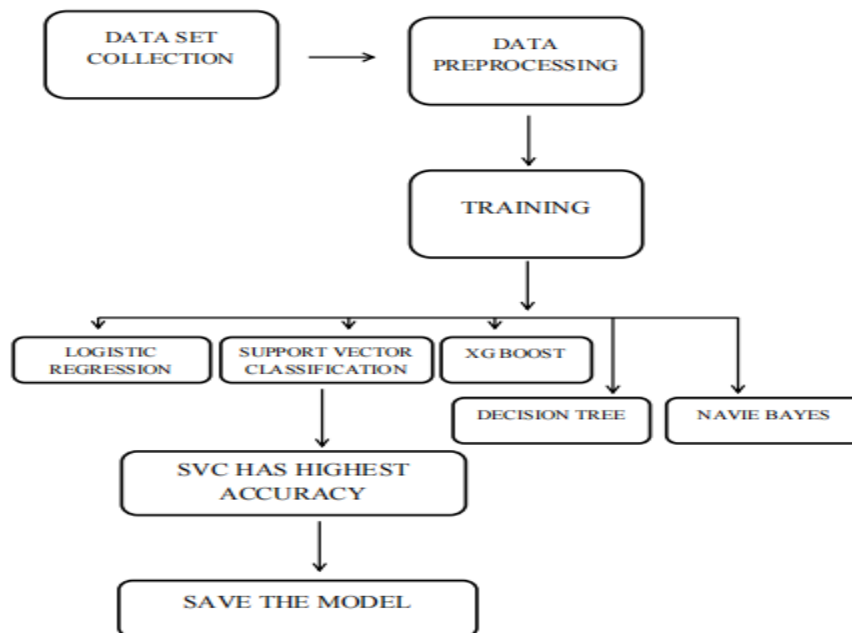 DATA SET
COLLECTION
DATA
PREPROCESSING
TRAINING
LOGISTIC
REGRESSION
SUPPORT VECTOR
CLASSIFICATION
XG BOOST
DECISION TREE
NAVIE BAYES
SVC HAS HIGHEST
ACCURACY
SAVE THE MODEL